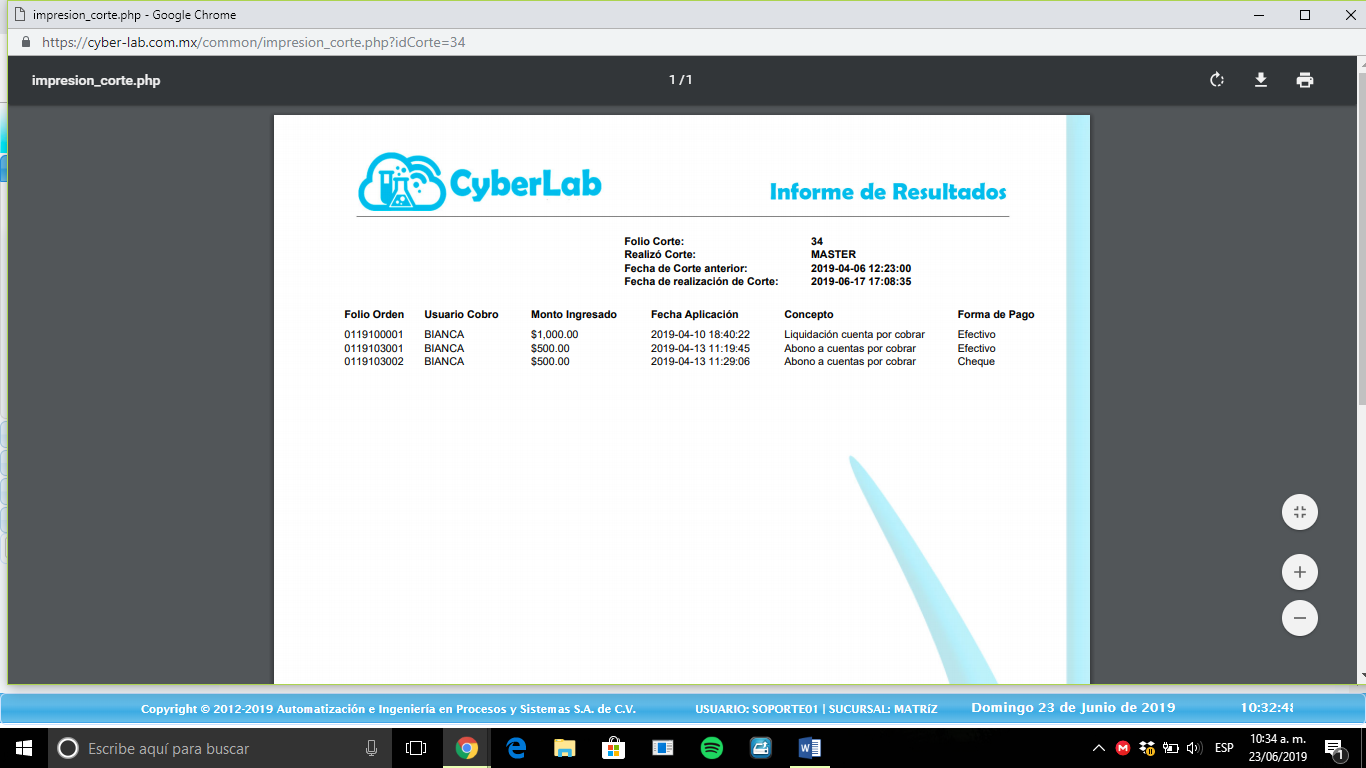 impresion_corte.php - Google Chrome
https://cyber-lab.com.mx/common/impresion_corte.php?idCorte=34
impresion_corte.php 1 / 1
CyberLab Informe de Resultados
Folio Corte: 34
Realizó Corte: MASTER
Fecha de Corte anterior: 2019-04-06 12:23:00
Fecha de realización de Corte: 2019-06-17 17:08:35
Folio Orden Usuario Cobro Monto Ingresado Fecha Aplicación Concepto Forma de Pago
0119100001 BIANCA $1,000.00 2019-04-10 18:40:22 Liquidación cuenta por cobrar Efectivo
0119103001 BIANCA $500.00 2019-04-13 11:19:45 Abono a cuentas por cobrar Efectivo
0119103002 BIANCA $500.00 2019-04-13 11:29:06 Abono a cuentas por cobrar Cheque
Copyright © 2012-2019 Automatización e Ingeniería en Procesos y Sistemas S.A. de C.V. USUARIO: SOPORTE01 | SUCURSAL: MATRíZ Domingo 23 de Junio de 2019 10:32:48
Escribe aquí para buscar ESP 10:34 a. m.
23/06/2019 1